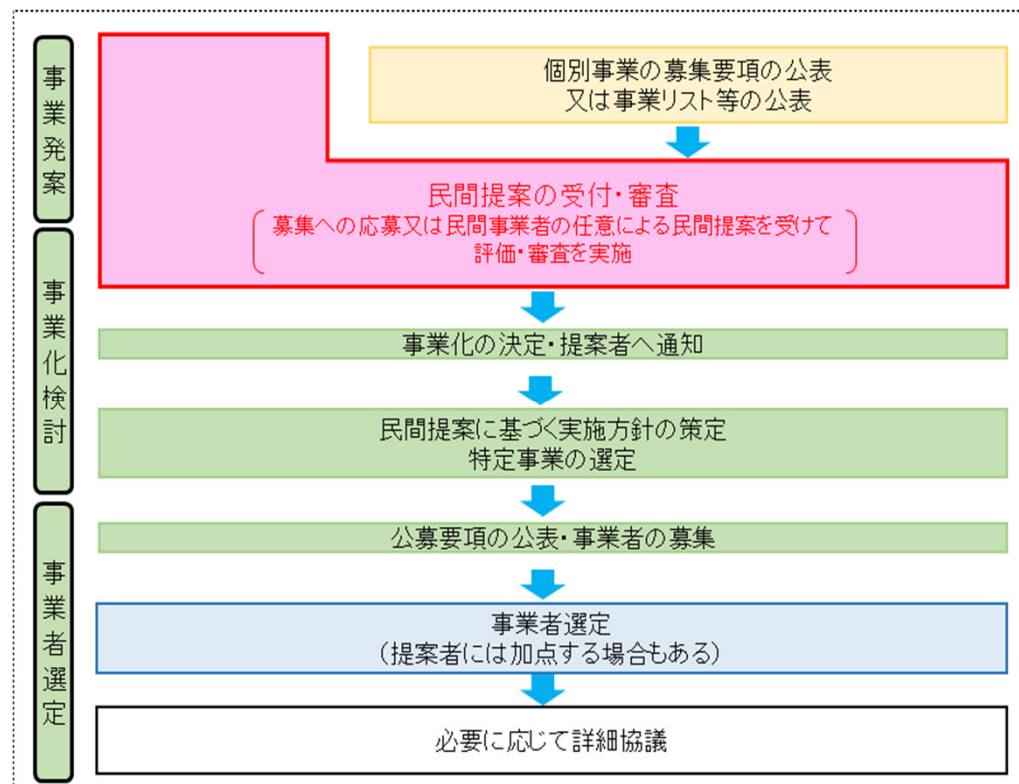 事業発案
個別事業の募集要項の公表
又は事業リスト等の公表
民間提案の受付・審査
募集への応募又は民間事業者の任意による民間提案を受けて
評価・審査を実施
事業化検討
事業化の決定・提案者へ通知
民間提案に基づく実施方針の策定
特定事業の選定
事業者選定
公募要項の公表・事業者の募集
事業者選定
(提案者には加点する場合もある)
必要に応じて詳細協議